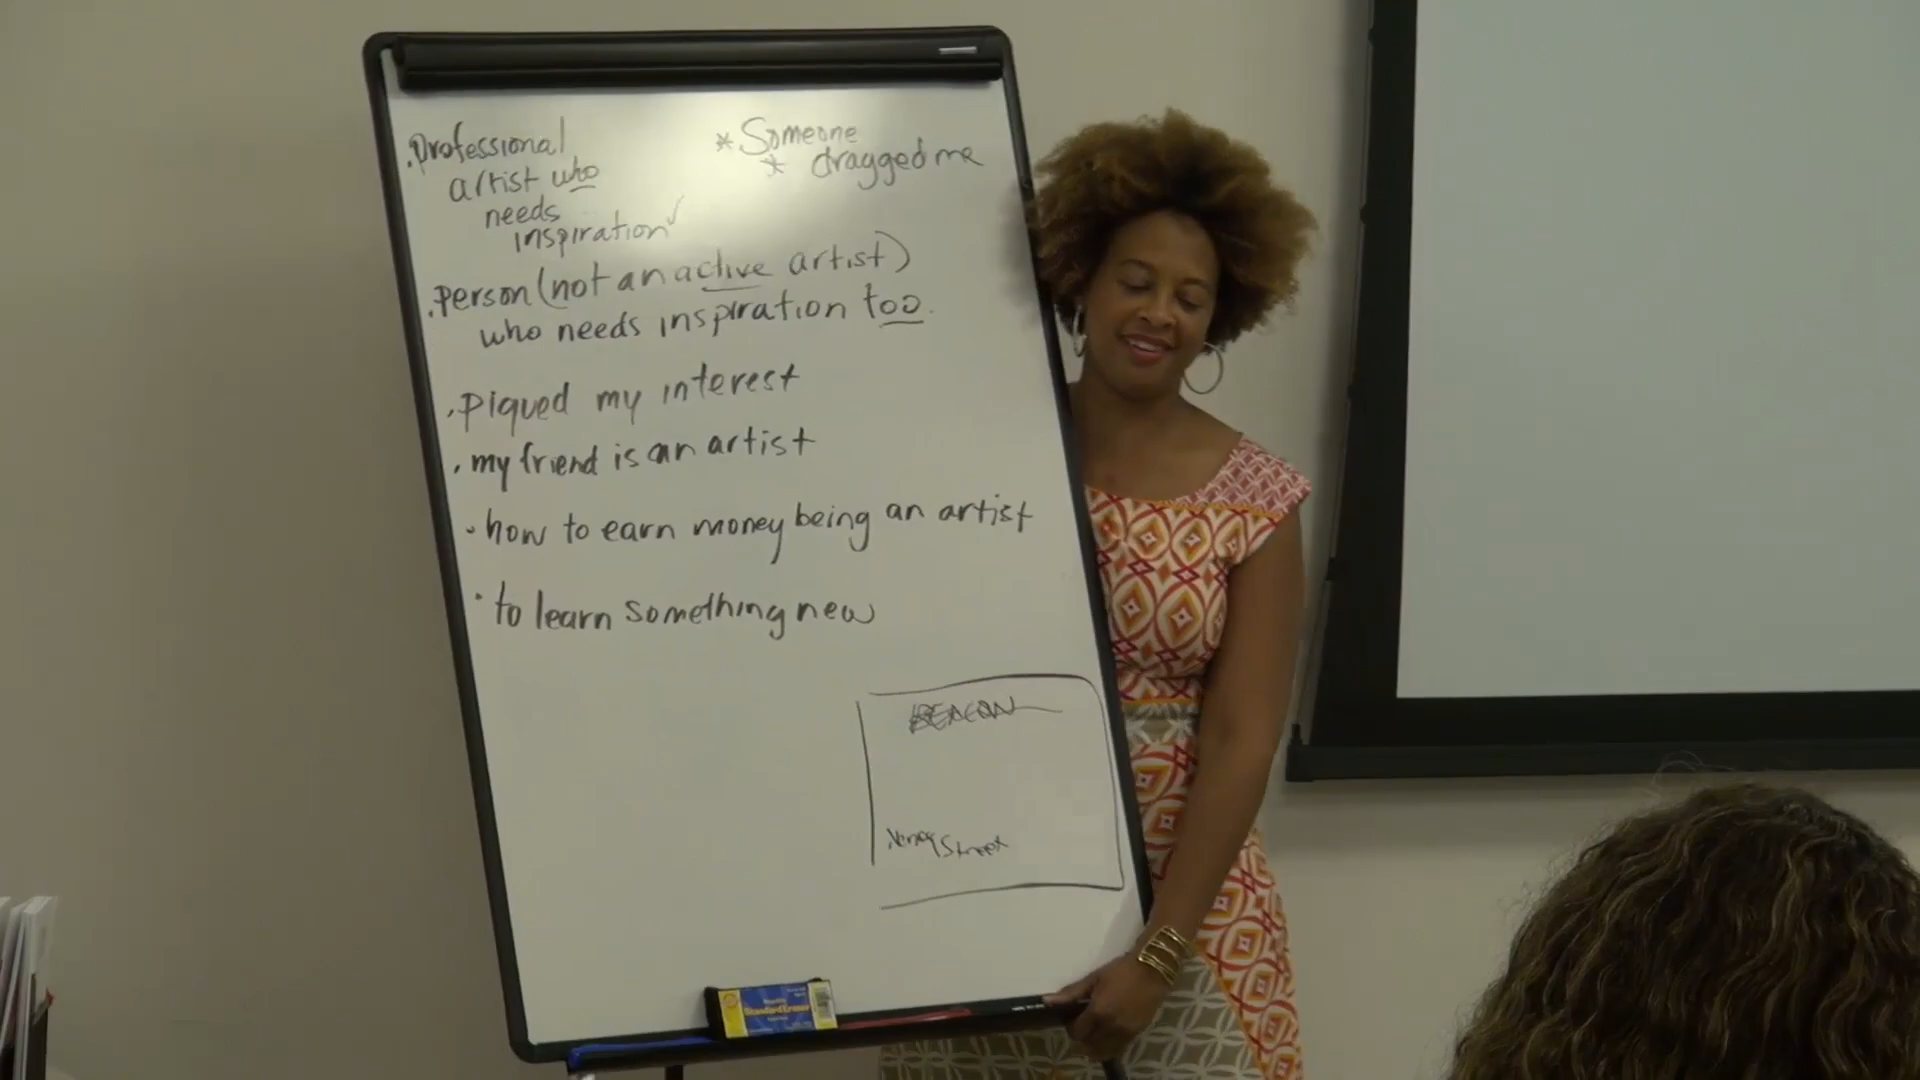 • Professional
artist who
needs
inspiration ✓
* Someone
* dragged me
• Person (not an active artist)
who needs inspiration too.
• Piqued my interest
• my friend is an artist
• how to earn money being an artist
• to learn something new
BEACON
Street